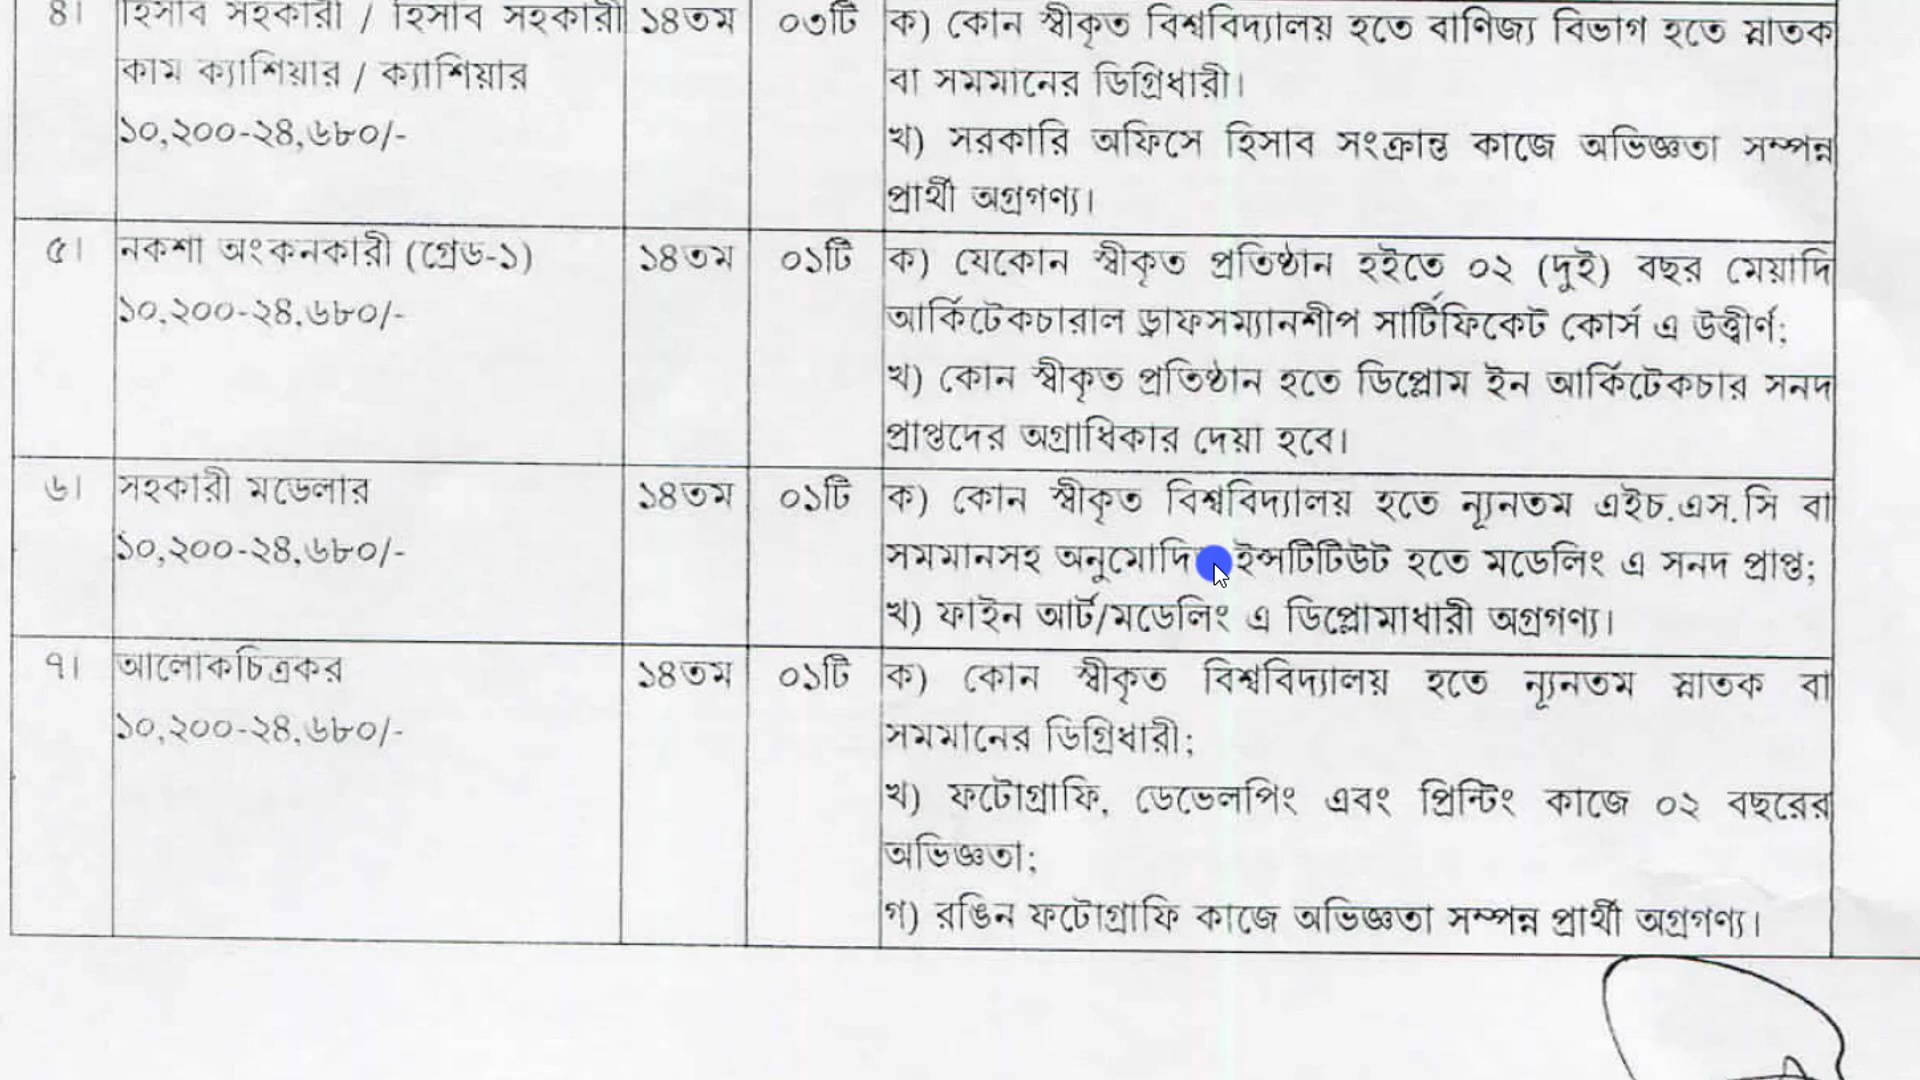 ৪। হিসাব সহকারী / হিসাব সহকারী ১৪তম ০৩টি ক) কোন স্বীকৃত বিশ্ববিদ্যালয় হতে বাণিজ্য বিভাগ হতে স্নাতক
কাম ক্যাশিয়ার / ক্যাশিয়ার বা সমমানের ডিগ্রিধারী।
১০,২০০-২৪,৬৮০/- খ) সরকারি অফিসে হিসাব সংক্রান্ত কাজে অভিজ্ঞতা সম্পন্ন
প্রার্থী অগ্রগণ্য।
৫। নকশা অংকনকারী (গ্রেড-১) ১৪তম ০১টি ক) যেকোন স্বীকৃত প্রতিষ্ঠান হইতে ০২ (দুই) বছর মেয়াদি
১০,২০০-২৪,৬৮০/- আর্কিটেকচারাল ড্রাফসম্যানশীপ সার্টিফিকেট কোর্স এ উত্ত্বীর্ণ;
খ) কোন স্বীকৃত প্রতিষ্ঠান হতে ডিপ্লোম ইন আর্কিটেকচার সনদ
প্রাপ্তদের অগ্রাধিকার দেয়া হবে।
৬। সহকারী মডেলার ১৪তম ০১টি ক) কোন স্বীকৃত বিশ্ববিদ্যালয় হতে ন্যূনতম এইচ.এস.সি বা
১০,২০০-২৪,৬৮০/- সমমানসহ অনুমোদি ইন্সটিটিউট হতে মডেলিং এ সনদ প্রাপ্ত;
খ) ফাইন আর্ট/মডেলিং এ ডিপ্লোমাধারী অগ্রগণ্য।
৭। আলোকচিত্রকর ১৪তম ০১টি ক) কোন স্বীকৃত বিশ্ববিদ্যালয় হতে ন্যূনতম স্নাতক বা
১০,২০০-২৪,৬৮০/- সমমানের ডিগ্রিধারী;
খ) ফটোগ্রাফি, ডেভেলপিং এবং প্রিন্টিং কাজে ০২ বছরের
অভিজ্ঞতা;
গ) রঙিন ফটোগ্রাফি কাজে অভিজ্ঞতা সম্পন্ন প্রার্থী অগ্রগণ্য।